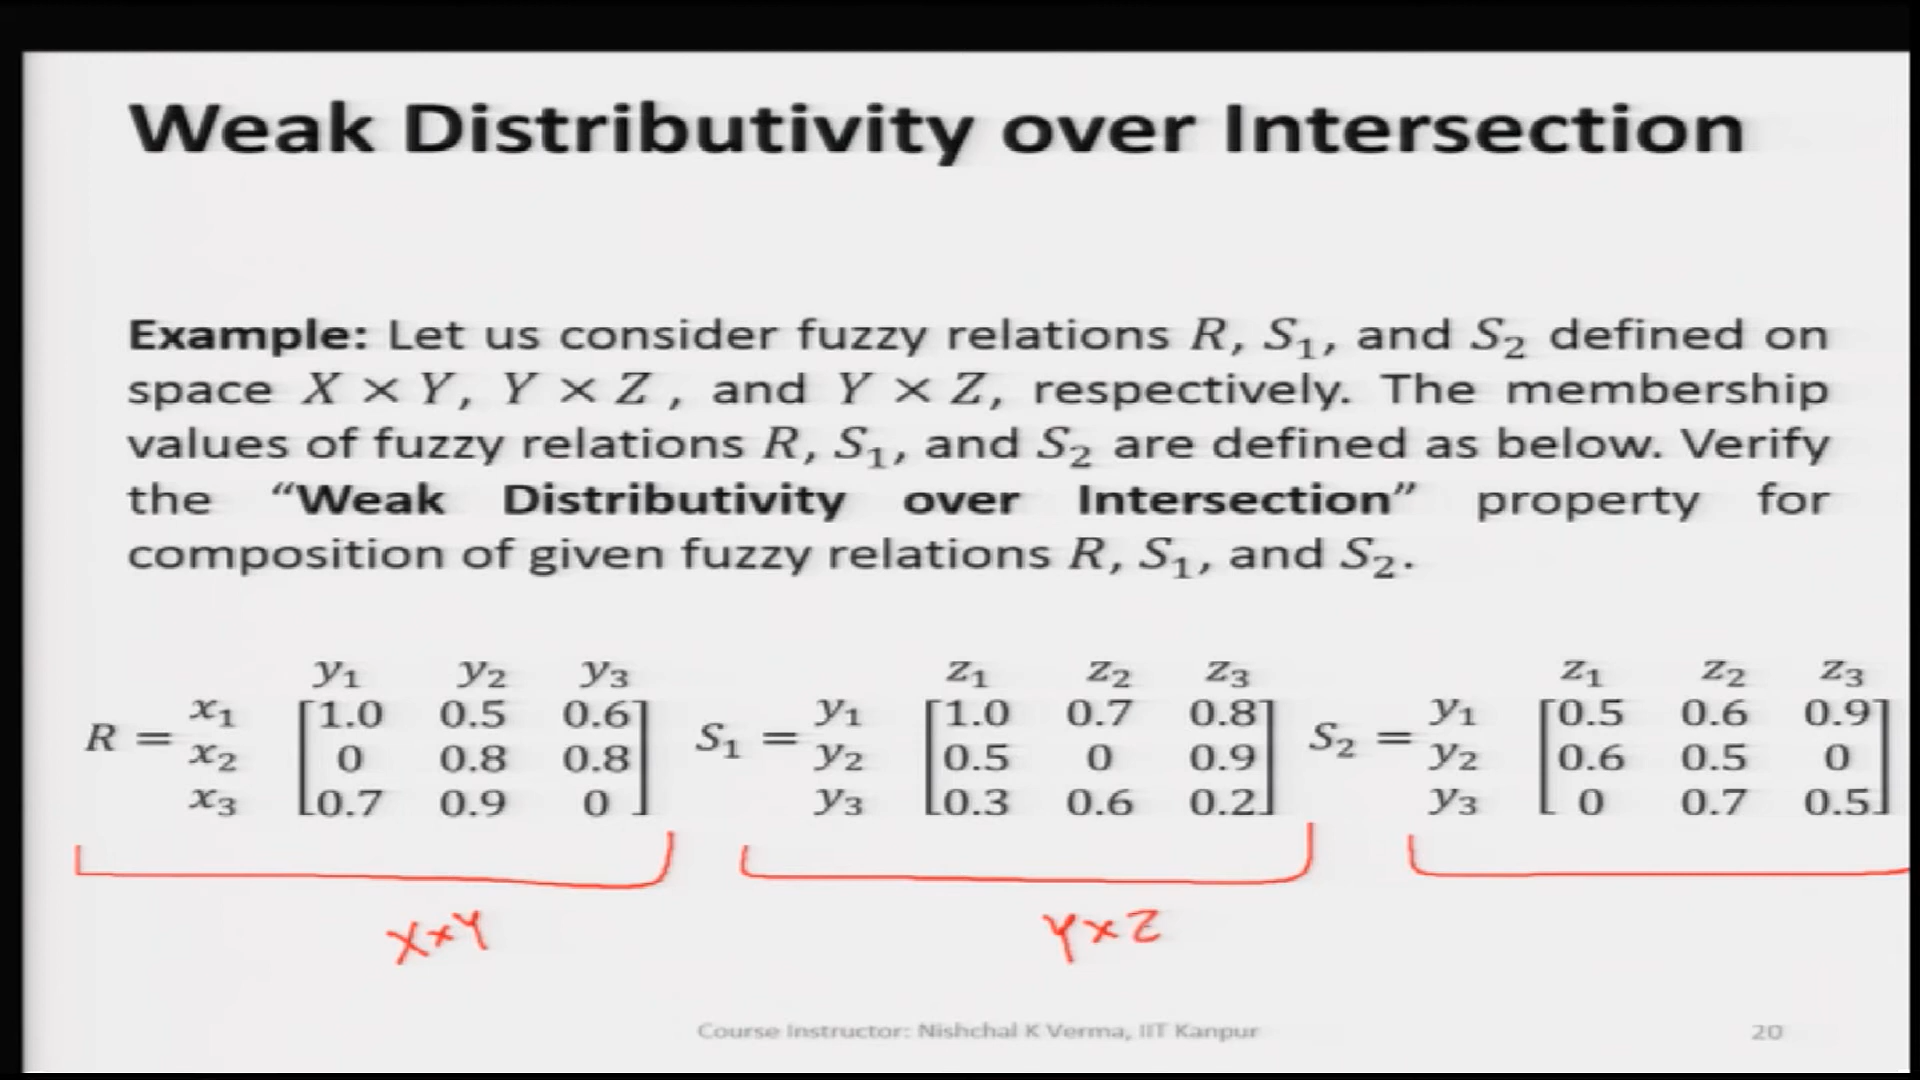 Weak Distributivity over Intersection
Example: Let us consider fuzzy relations R, S₁, and S₂ defined on
space X × Y, Y × Z , and Y × Z, respectively. The membership
values of fuzzy relations R, S₁, and S₂ are defined as below. Verify
the “Weak Distributivity over Intersection” property for
composition of given fuzzy relations R, S₁, and S₂.
y₁ y₂ y₃ z₁ z₂ z₃ z₁ z₂ z₃
x₁ [1.0 0.5 0.6] y₁ [1.0 0.7 0.8] y₁ [0.5 0.6 0.9]
R = x₂ [0 0.8 0.8] S₁ = y₂ [0.5 0 0.9] S₂ = y₂ [0.6 0.5 0]
x₃ [0.7 0.9 0] y₃ [0.3 0.6 0.2] y₃ [0 0.7 0.5]
X×Y Y×Z
Course Instructor: Nishchal K Verma, IIT Kanpur 20